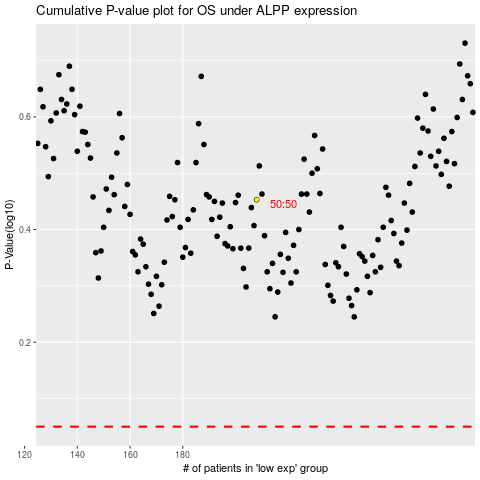 Cumulative P-value plot for OS under ALPP expression
P-Value(log10)
0.6
0.4
0.2
50:50
120 140 160 180
# of patients in 'low exp' group